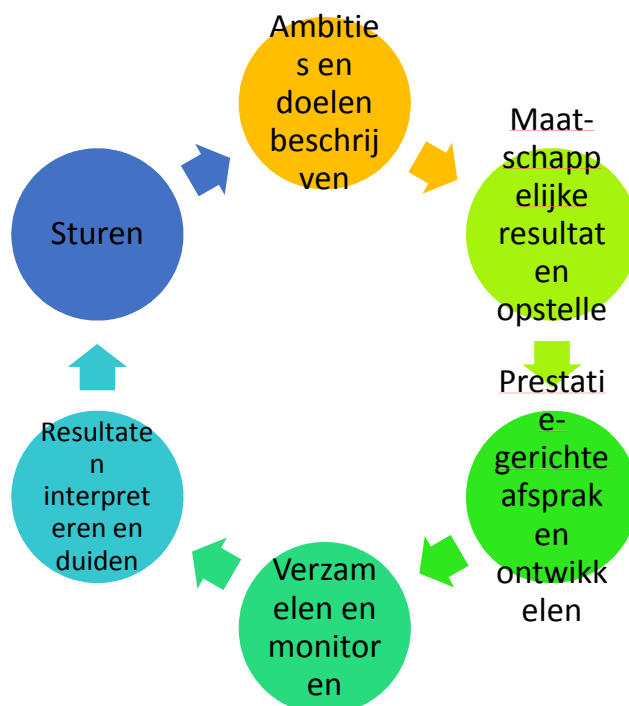 Ambitie
s en
doelen
beschrij
ven
Maat-
schapp
elijke
resultat
en
opstelle
Prestati
e-
gerichte
afsprak
en
ontwikk
elen
Verzam
elen en
monitor
en
Resultate
n
interpret
eren en
duiden
Sturen